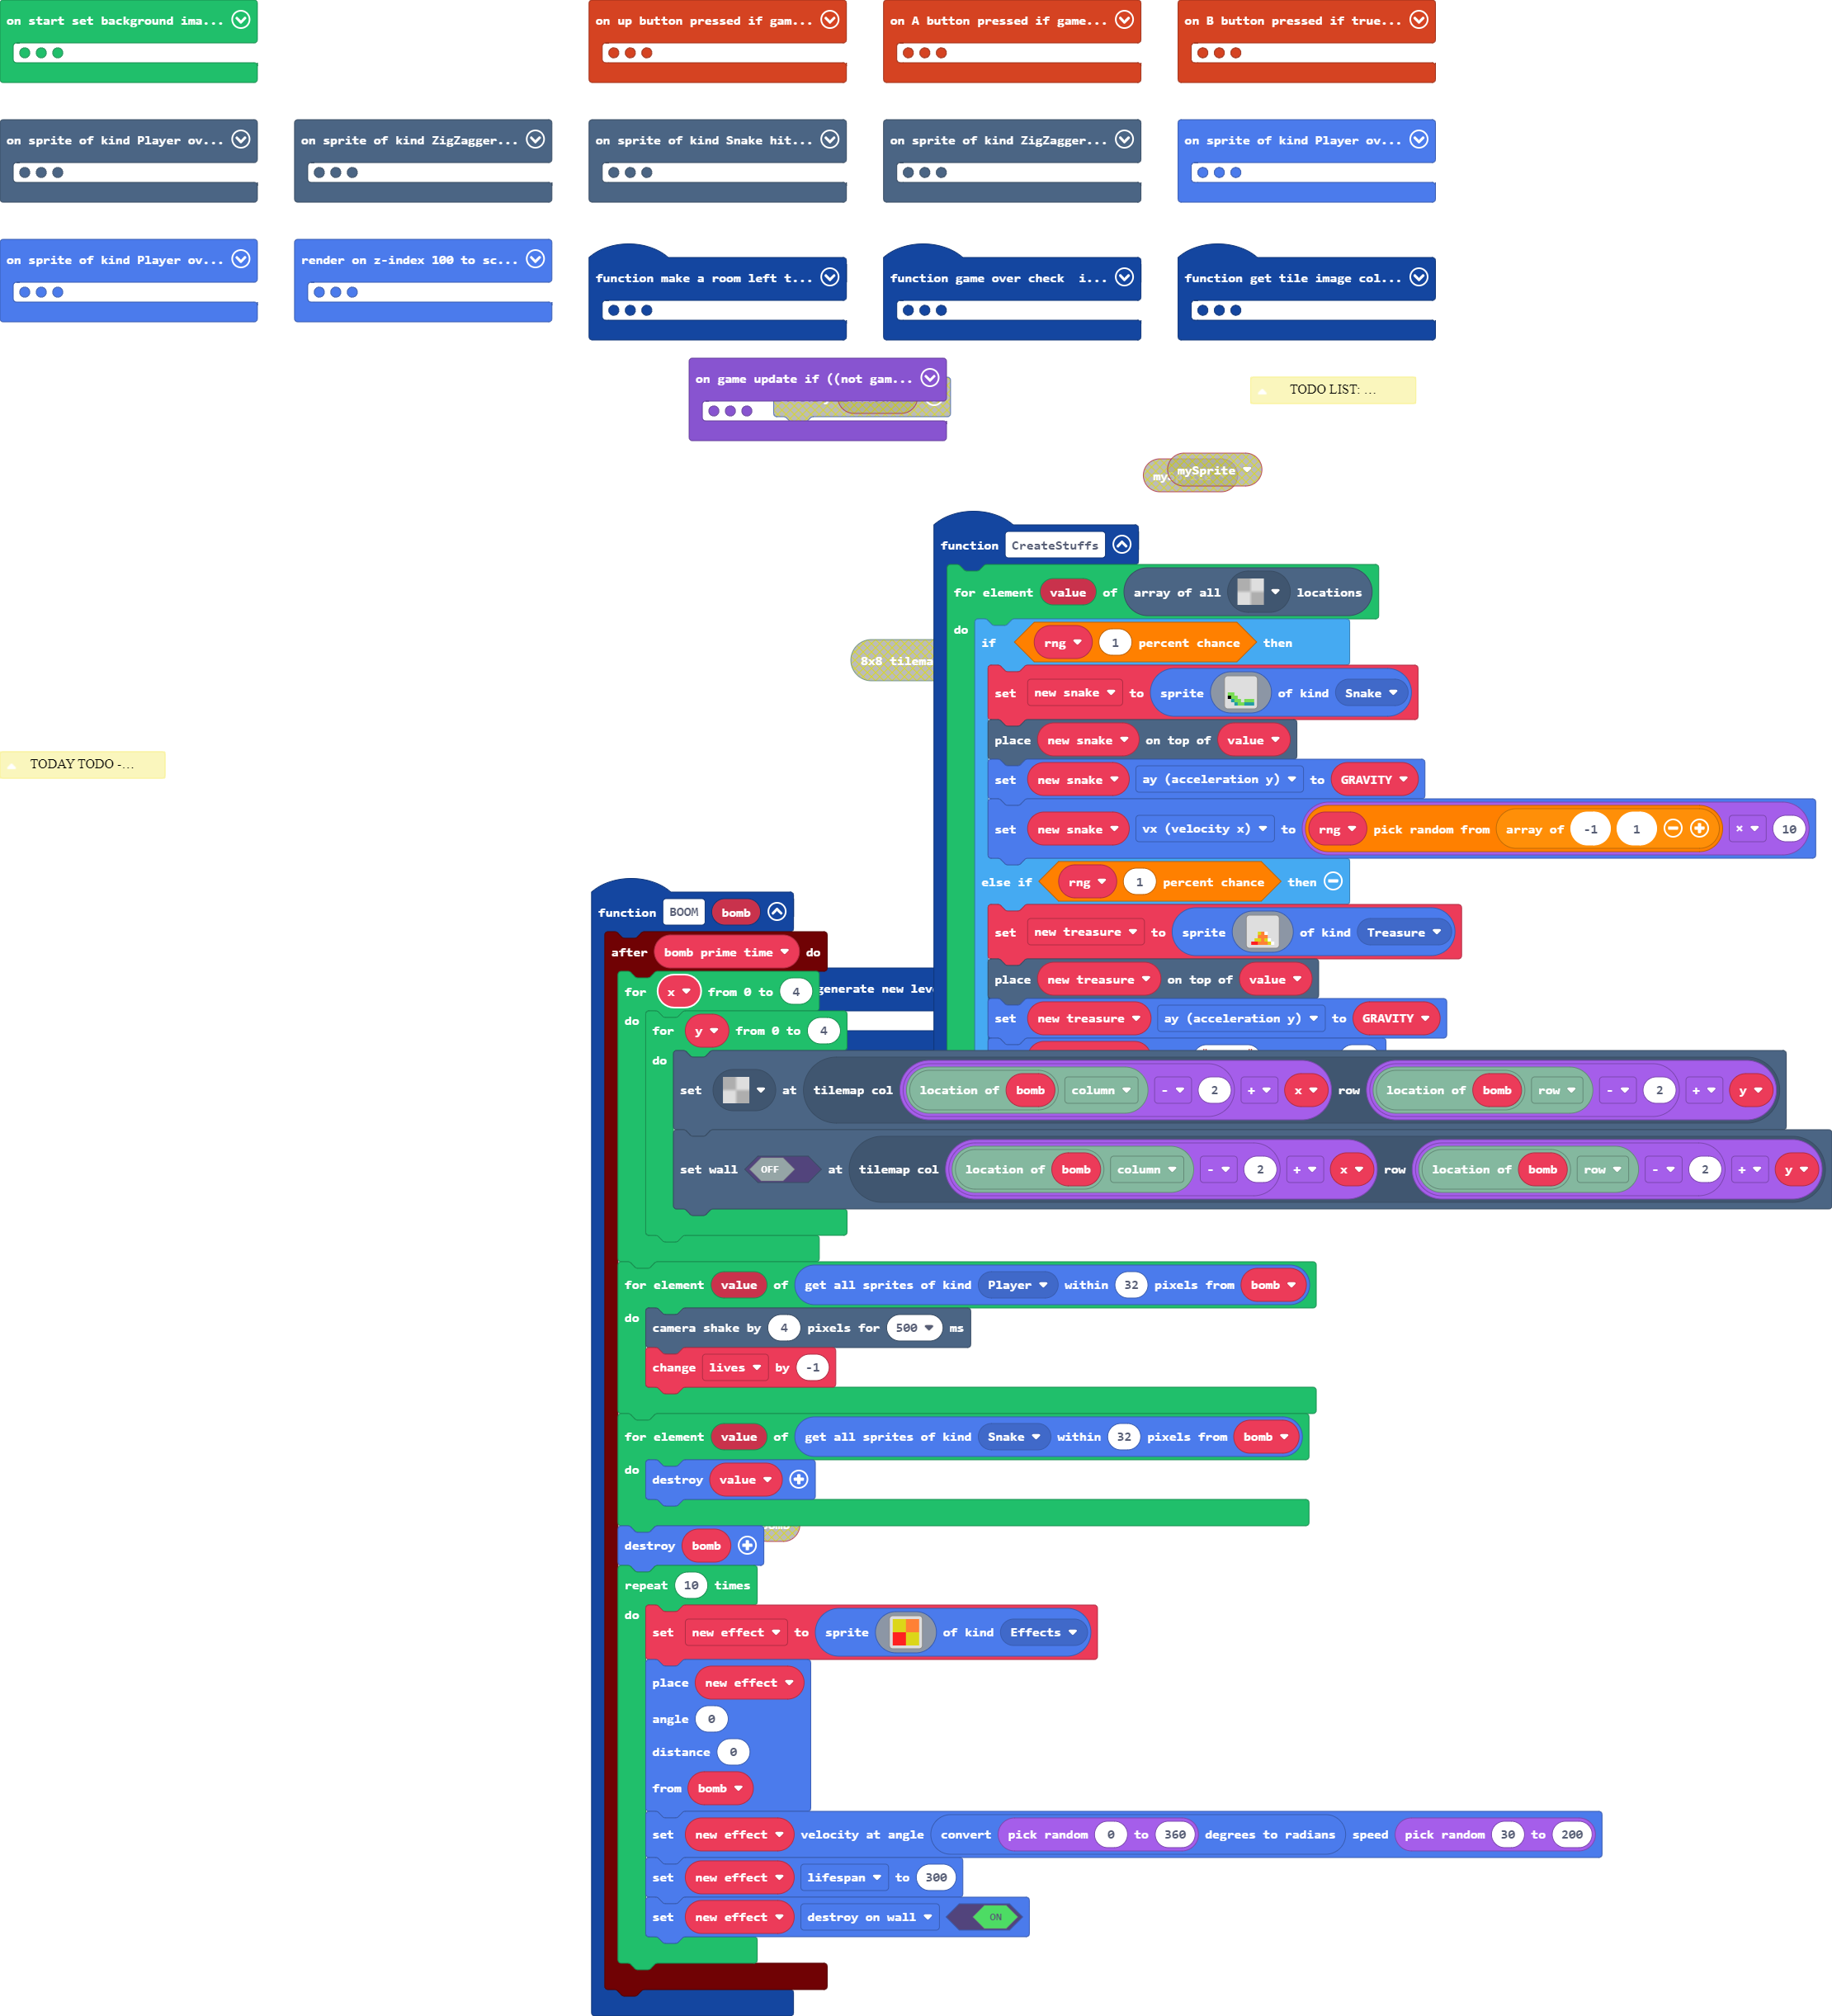 on start set background ima...
on up button pressed if gam...
on A button pressed if game...
on B button pressed if true...
on sprite of kind Player ov...
on sprite of kind ZigZagger...
on sprite of kind Snake hit...
on sprite of kind ZigZagger...
on sprite of kind Player ov...
on sprite of kind Player ov...
render on z-index 100 to sc...
function make a room left t...
function game over check  i...
function get tile image col...
on game update if ((not gam...
TODO LIST: ...
my
mySprite
function CreateStuffs
for element value of array of all locations
do
if rng 1 percent chance then
8x8 tilema
set new snake to sprite of kind Snake
place new snake on top of value
TODAY TODO -...
set new snake ay (acceleration y) to GRAVITY
set new snake vx (velocity x) to rng pick random from array of -1 1 × 10
else if rng 1 percent chance then
function BOOM bomb
set new treasure to sprite of kind Treasure
after bomb prime time do
place new treasure on top of value
for x from 0 to 4
generate new lev
set new treasure ay (acceleration y) to GRAVITY
do
for y from 0 to 4
do
set at tilemap col location of bomb column - 2 + x row location of bomb row - 2 + y
set wall OFF at tilemap col location of bomb column - 2 + x row location of bomb row - 2 + y
for element value of get all sprites of kind Player within 32 pixels from bomb
do
camera shake by 4 pixels for 500 ms
change lives by -1
for element value of get all sprites of kind Snake within 32 pixels from bomb
do
destroy value
destroy bomb
repeat 10 times
do
set new effect to sprite of kind Effects
place new effect
angle 0
distance 0
from bomb
set new effect velocity at angle convert pick random 0 to 360 degrees to radians speed pick random 30 to 200
set new effect lifespan to 300
set new effect destroy on wall ON